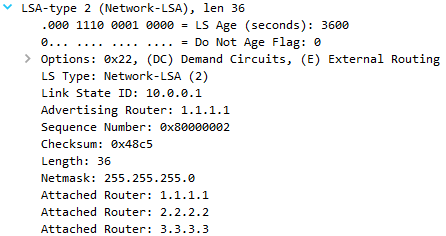 LSA-type 2 (Network-LSA), len 36
.000 1110 0001 0000 = LS Age (seconds): 3600
0... .... .... .... = Do Not Age Flag: 0
Options: 0x22, (DC) Demand Circuits, (E) External Routing
LS Type: Network-LSA (2)
Link State ID: 10.0.0.1
Advertising Router: 1.1.1.1
Sequence Number: 0x80000002
Checksum: 0x48c5
Length: 36
Netmask: 255.255.255.0
Attached Router: 1.1.1.1
Attached Router: 2.2.2.2
Attached Router: 3.3.3.3